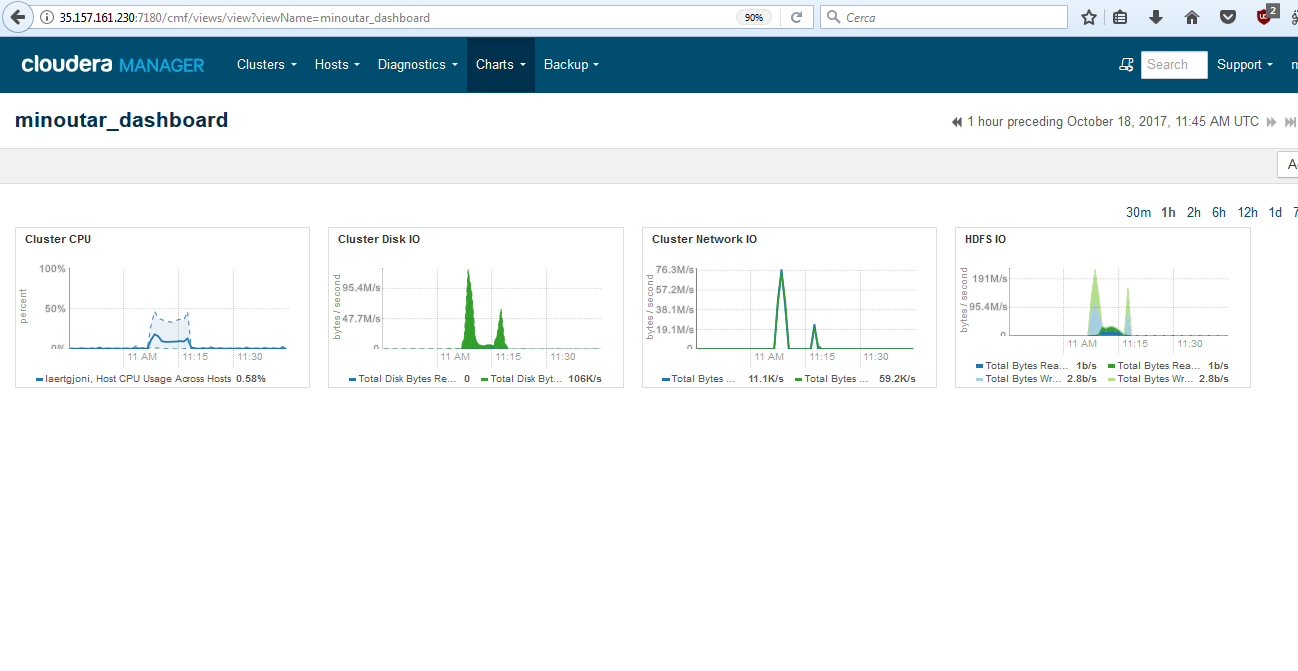 35.157.161.230:7180/cmf/views/view?viewName=minoutar_dashboard 90% Cerca 2
cloudera MANAGER Clusters Hosts Diagnostics Charts Backup Search Support m
minoutar_dashboard 1 hour preceding October 18, 2017, 11:45 AM UTC
30m 1h 2h 6h 12h 1d 7
Cluster CPU
percent
100%
50%
0%
11 AM 11:15 11:30
laertgjoni, Host CPU Usage Across Hosts 0.58%
Cluster Disk IO
bytes / second
95.4M/s
47.7M/s
0
11 AM 11:15 11:30
Total Disk Bytes Re... 0 Total Disk Byt... 106K/s
Cluster Network IO
bytes / second
76.3M/s
57.2M/s
38.1M/s
19.1M/s
0
11 AM 11:15 11:30
Total Bytes ... 11.1K/s Total Bytes ... 59.2K/s
HDFS IO
bytes / second
191M/s
95.4M/s
0
11 AM 11:15 11:30
Total Bytes Rea... 1b/s Total Bytes Rea... 1b/s
Total Bytes Wr... 2.8b/s Total Bytes Wr... 2.8b/s